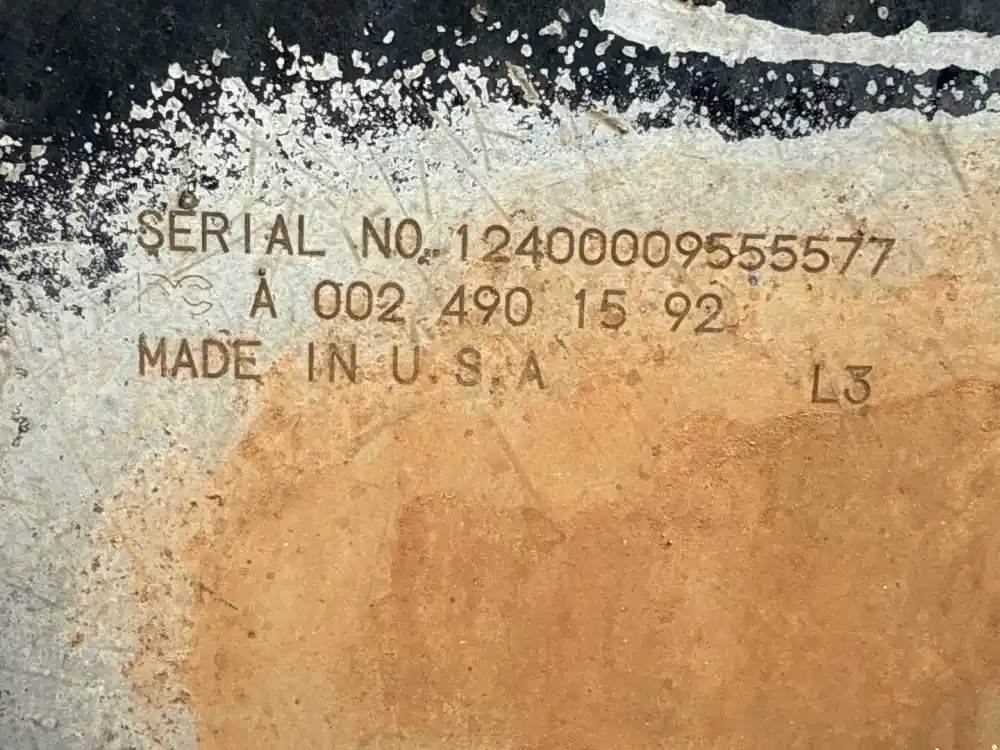 SERIAL NO. 12400009555577
A 002 490 15 92
MADE IN U.S.A
L3